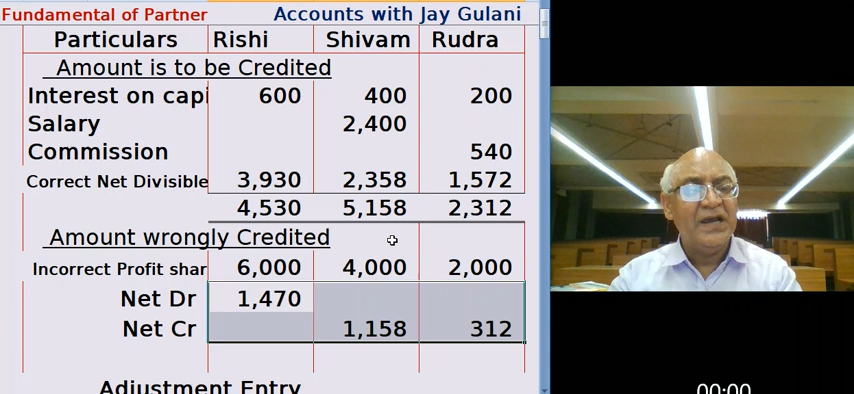 Fundamental of Partner Accounts with Jay Gulani
Particulars Rishi Shivam Rudra
Amount is to be Credited
Interest on capi 600 400 200
Salary 2,400
Commission 540
Correct Net Divisible 3,930 2,358 1,572
4,530 5,158 2,312
Amount wrongly Credited
Incorrect Profit shar 6,000 4,000 2,000
Net Dr 1,470
Net Cr 1,158 312
Adjustment Entry
00:00